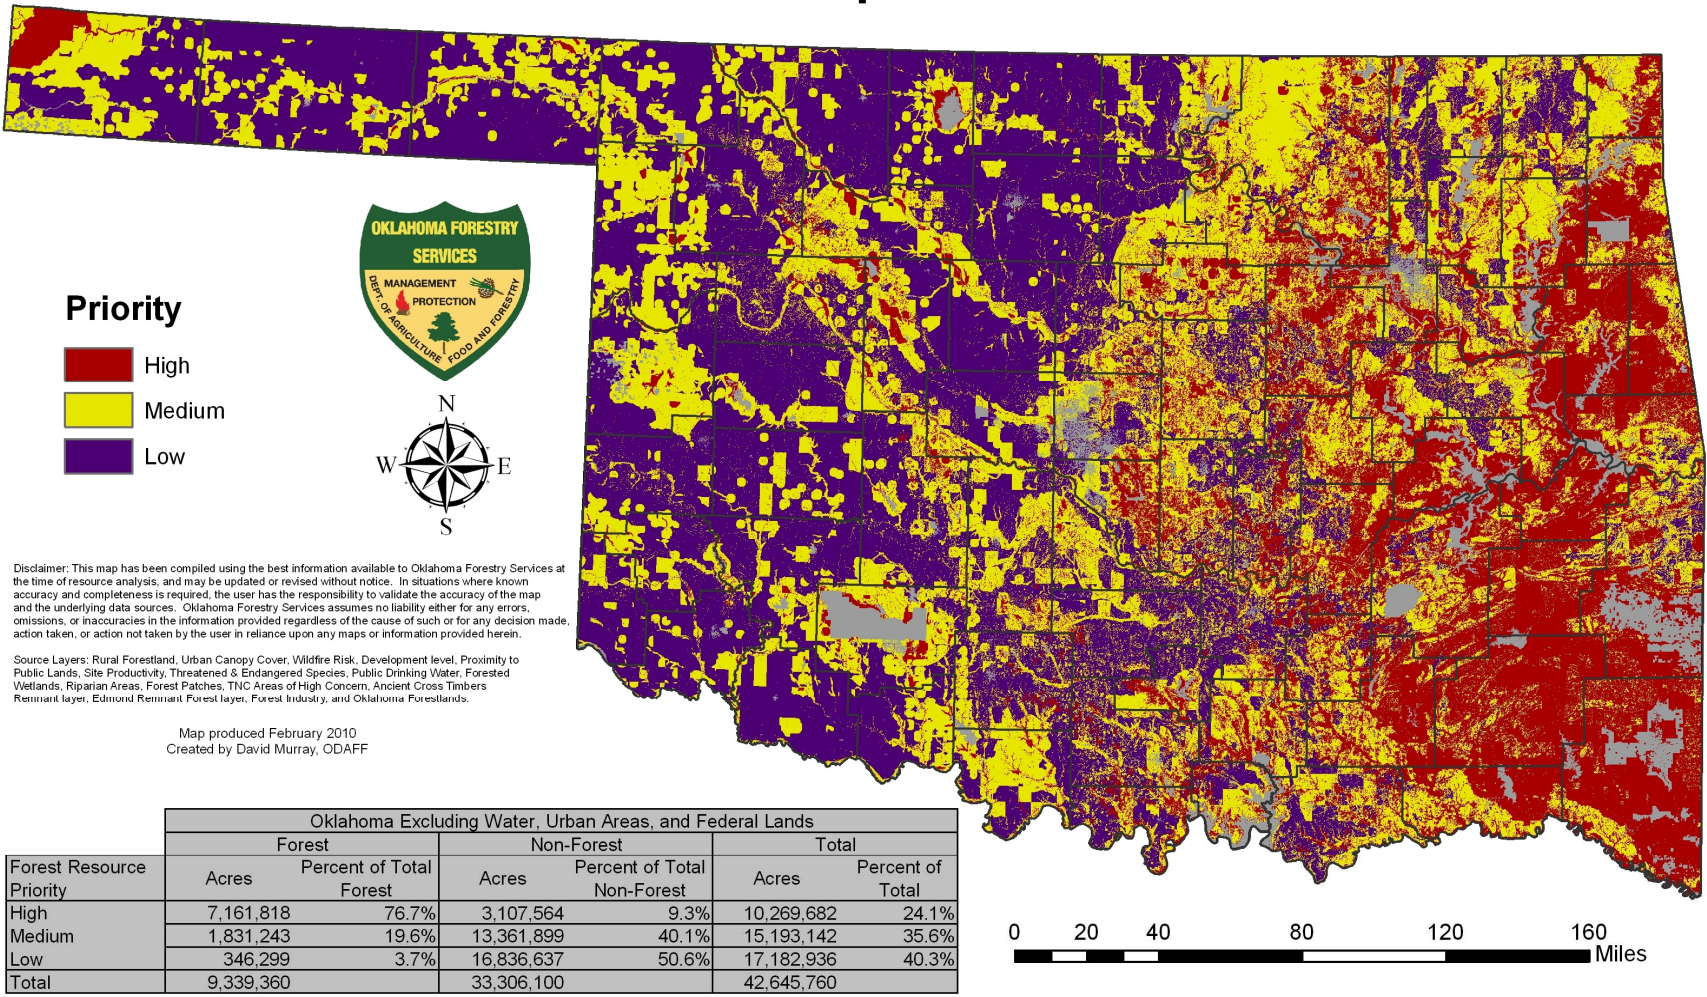 OKLAHOMA FORESTRY
SERVICES
MANAGEMENT
PROTECTION
DEPT. OF AGRICULTURE FOOD AND FORESTRY
Priority
High
Medium
Low
N
W E
S
Disclaimer: This map has been compiled using the best information available to Oklahoma Forestry Services at
the time of resource analysis, and may be updated or revised without notice. In situations where known
accuracy and completeness is required, the user has the responsibility to validate the accuracy of the map
and the underlying data sources. Oklahoma Forestry Services assumes no liability either for any errors,
omissions, or inaccuracies in the information provided regardless of the cause of such or for any decision made,
action taken, or action not taken by the user in reliance upon any maps or information provided herein.
Source Layers: Rural Forestland, Urban Canopy Cover, Wildfire Risk, Development level, Proximity to
Public Lands, Site Productivity, Threatened & Endangered Species, Public Drinking Water, Forested
Wetlands, Riparian Areas, Forest Patches, TNC Areas of High Concern, Ancient Cross Timbers
Remnant layer, Edmond Remnant Forest layer, Forest Industry, and Oklahoma Forestlands.
Map produced February 2010
Created by David Murray, ODAFF
Oklahoma Excluding Water, Urban Areas, and Federal Lands
Forest Non-Forest Total
Forest Resource Priority Acres Percent of Total Forest Acres Percent of Total Non-Forest Acres Percent of Total
High 7,161,818 76.7% 3,107,564 9.3% 10,269,682 24.1%
Medium 1,831,243 19.6% 13,361,899 40.1% 15,193,142 35.6%
Low 346,299 3.7% 16,836,637 50.6% 17,182,936 40.3%
Total 9,339,360 33,306,100 42,645,760
0 20 40 80 120 160
Miles